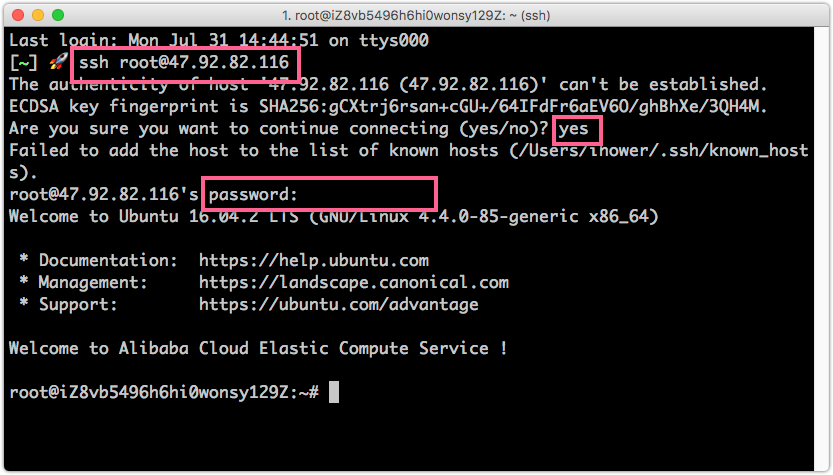 1. root@iZ8vb5496h6hi0wonsy129Z: ~ (ssh)
Last login: Mon Jul 31 14:44:51 on ttys000
[~] 🚀 ssh root@47.92.82.116
The authenticity of host '47.92.82.116 (47.92.82.116)' can't be established.
ECDSA key fingerprint is SHA256:gCXtrj6rsan+cGU+/64IFdFr6aEV6O/ghBhXe/3QH4M.
Are you sure you want to continue connecting (yes/no)? yes
Failed to add the host to the list of known hosts (/Users/ihower/.ssh/known_host
s).
root@47.92.82.116's password:
Welcome to Ubuntu 16.04.2 LTS (GNU/Linux 4.4.0-85-generic x86_64)
* Documentation:  https://help.ubuntu.com
* Management:     https://landscape.canonical.com
* Support:        https://ubuntu.com/advantage
Welcome to Alibaba Cloud Elastic Compute Service !
root@iZ8vb5496h6hi0wonsy129Z:~#